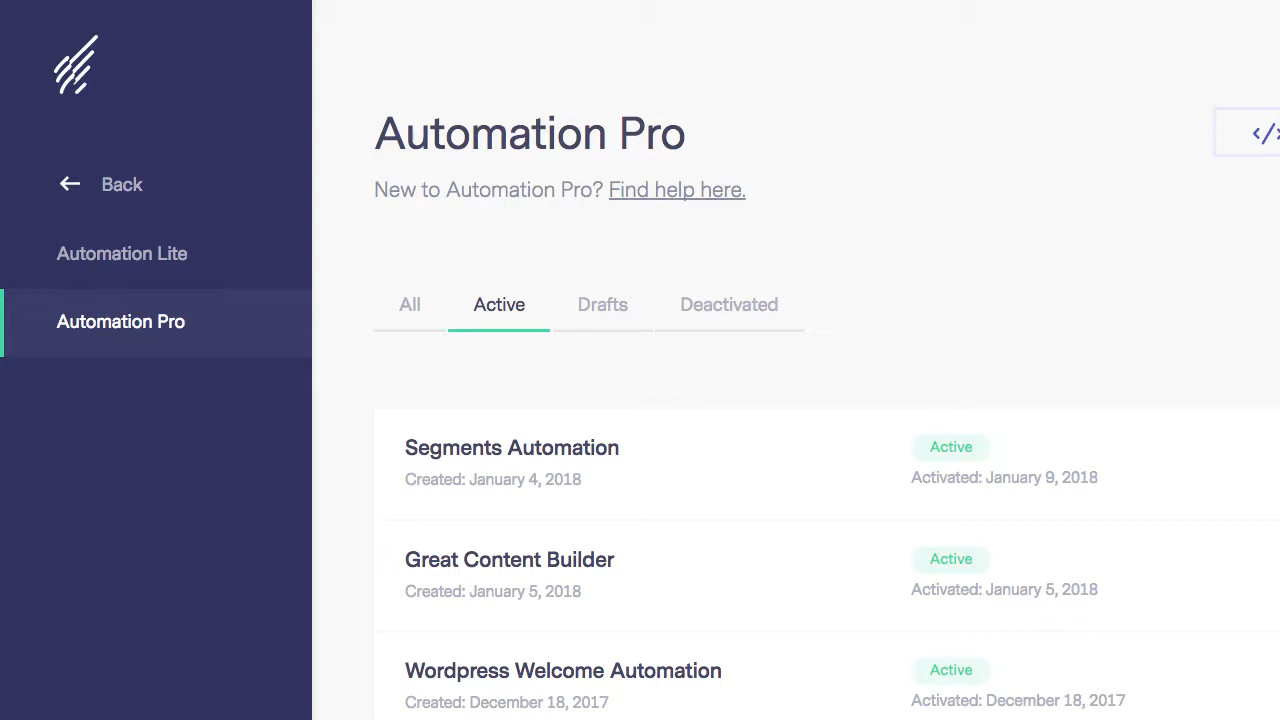 Back
Automation Lite
Automation Pro
Automation Pro
</>
New to Automation Pro? Find help here.
All Active Drafts Deactivated
Segments Automation Active
Created: January 4, 2018 Activated: January 9, 2018
Great Content Builder Active
Created: January 5, 2018 Activated: January 5, 2018
Wordpress Welcome Automation Active
Created: December 18, 2017 Activated: December 18, 2017